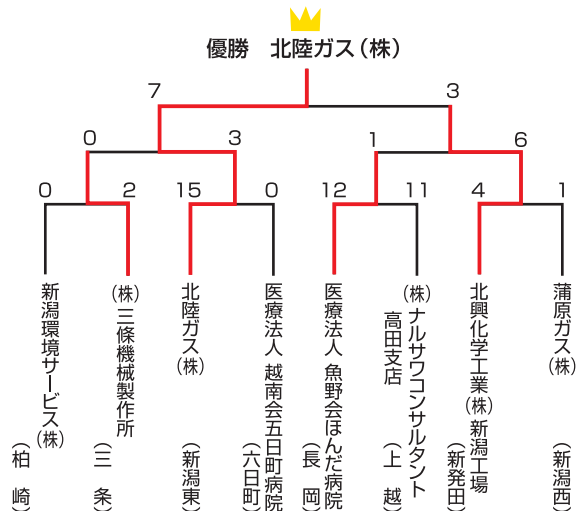 優勝 北陸ガス(株)
7
3
0
3
1
6
0
2
15
0
12
11
4
1
新潟環境サービス(株)
(柏 崎)
(株)三條機械製作所
(三 条)
北陸ガス(株)
(新潟東)
医療法人 越南会五日町病院
(六日町)
医療法人 魚野会ほんだ病院
(長 岡)
(株)ナルサワコンサルタント
高田支店
(上 越)
北興化学工業(株)新潟工場
(新発田)
蒲原ガス(株)
(新潟西)